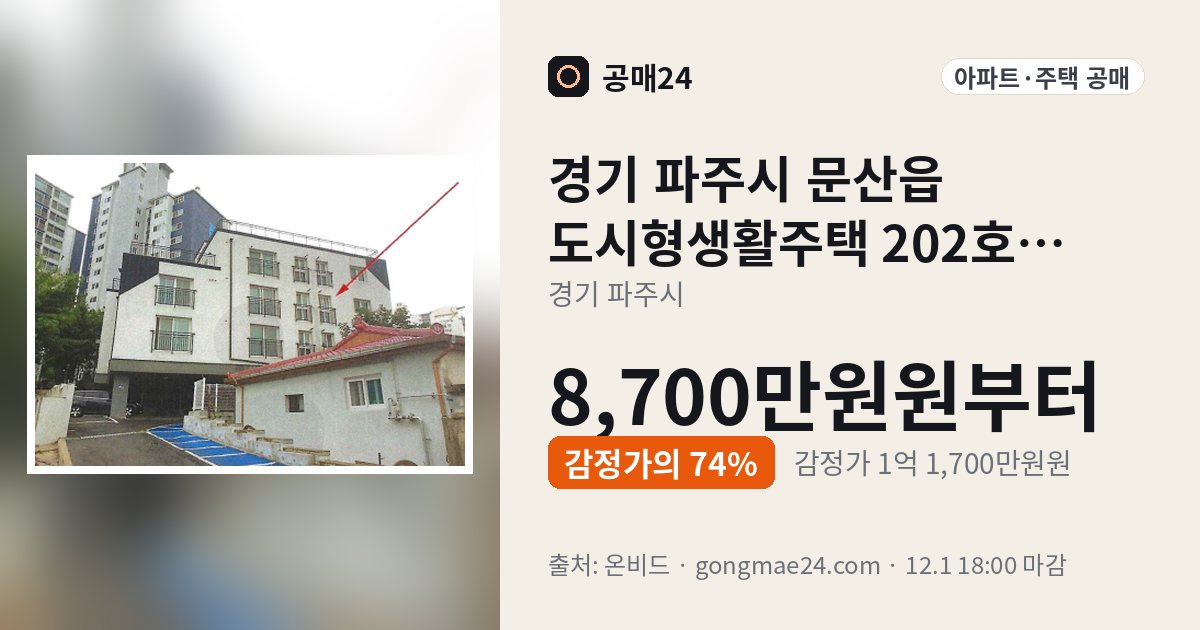 공매24
아파트·주택 공매
경기 파주시 문산읍
도시형생활주택 202호…
경기 파주시
8,700만원원부터
감정가의 74% 감정가 1억 1,700만원원
출처: 온비드 · gongmae24.com · 12.1 18:00 마감